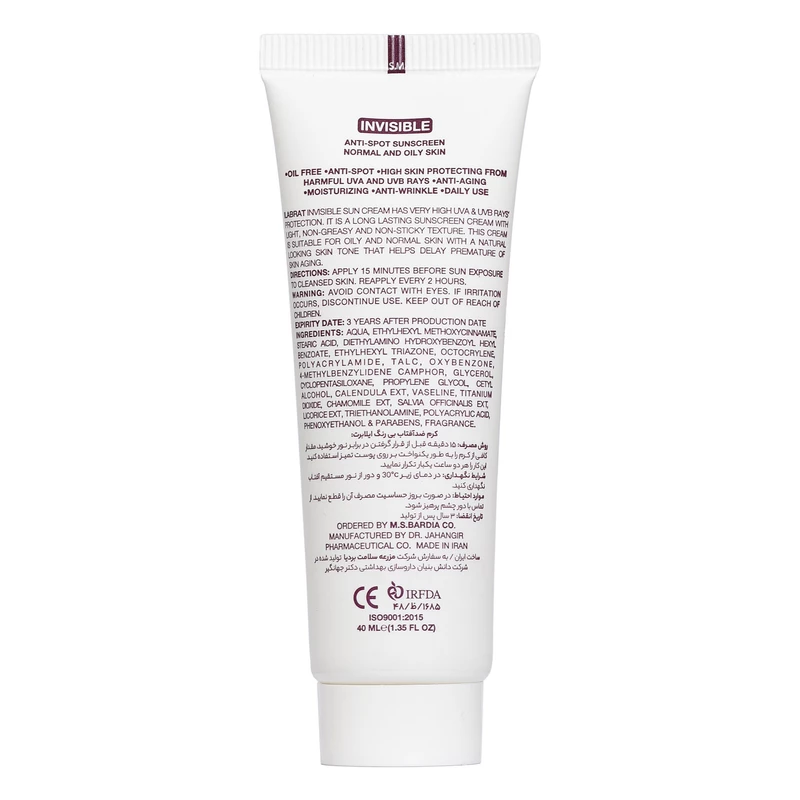 S.M
INVISIBLE
ANTI-SPOT SUNSCREEN
NORMAL AND OILY SKIN
•OIL FREE •ANTI-SPOT •HIGH SKIN PROTECTING FROM
HARMFUL UVA AND UVB RAYS •ANTI-AGING
•MOISTURIZING •ANTI-WRINKLE •DAILY USE
LABRAT INVISIBLE SUN CREAM HAS VERY HIGH UVA & UVB RAYS'
PROTECTION. IT IS A LONG LASTING SUNSCREEN CREAM WITH
LIGHT, NON-GREASY AND NON-STICKY TEXTURE. THIS CREAM
IS SUITABLE FOR OILY AND NORMAL SKIN WITH A NATURAL
LOOKING SKIN TONE THAT HELPS DELAY PREMATURE OF
SKIN AGING.
DIRECTIONS: APPLY 15 MINUTES BEFORE SUN EXPOSURE
TO CLEANSED SKIN. REAPPLY EVERY 2 HOURS.
WARNING: AVOID CONTACT WITH EYES. IF IRRITATION
OCCURS, DISCONTINUE USE. KEEP OUT OF REACH OF
CHILDREN.
EXPIRITY DATE: 3 YEARS AFTER PRODUCTION DATE
INGREDIENTS: AQUA, ETHYLHEXYL METHOXYCINNAMATE,
STEARIC ACID, DIETHYLAMINO HYDROXYBENZOYL HEXYL
BENZOATE, ETHYLHEXYL TRIAZONE, OCTOCRYLENE,
POLYACRYLAMIDE, TALC, OXYBENZONE,
4-METHYLBENZYLIDENE CAMPHOR, GLYCEROL,
CYCLOPENTASILOXANE, PROPYLENE GLYCOL, CETYL
ALCOHOL, CALENDULA EXT, VASELINE, TITANIUM
DIOXIDE, CHAMOMILE EXT, SALVIA OFFICINALIS EXT,
LICORICE EXT, TRIETHANOLAMINE, POLYACRYLIC ACID,
PHENOXYETHANOL & PARABENS, FRAGRANCE.
کرم ضدآفتاب بی رنگ ایلابرت:
روش مصرف: ۱۵ دقیقه قبل از قرار گرفتن در برابر نور خورشید، مقدار
کافی از کرم را به طور یکنواخت بر روی پوست تمیز استفاده کنید.
این کار را هر دو ساعت یکبار تکرار نمایید.
شرایط نگهداری: در دمای زیر 30°C و دور از نور مستقیم آفتاب
نگهداری کنید.
موارد احتیاط: در صورت بروز حساسیت مصرف آن را قطع نمایید. از
تماس با دور چشم پرهیز شود.
تاریخ انقضا: ۳ سال پس از تولید
ORDERED BY M.S.BARDIA CO.
MANUFACTURED BY DR. JAHANGIR
PHARMACEUTICAL CO. MADE IN IRAN
ساخت ایران / به سفارش شرکت مزرعه سلامت بردیا تولید شده در
شرکت دانش بنیان داروسازی بهداشتی دکتر جهانگیر
CE IRFDA
۴۸/ظ/۱۶۸۵
ISO9001:2015
40 ML℮(1.35 FL OZ)